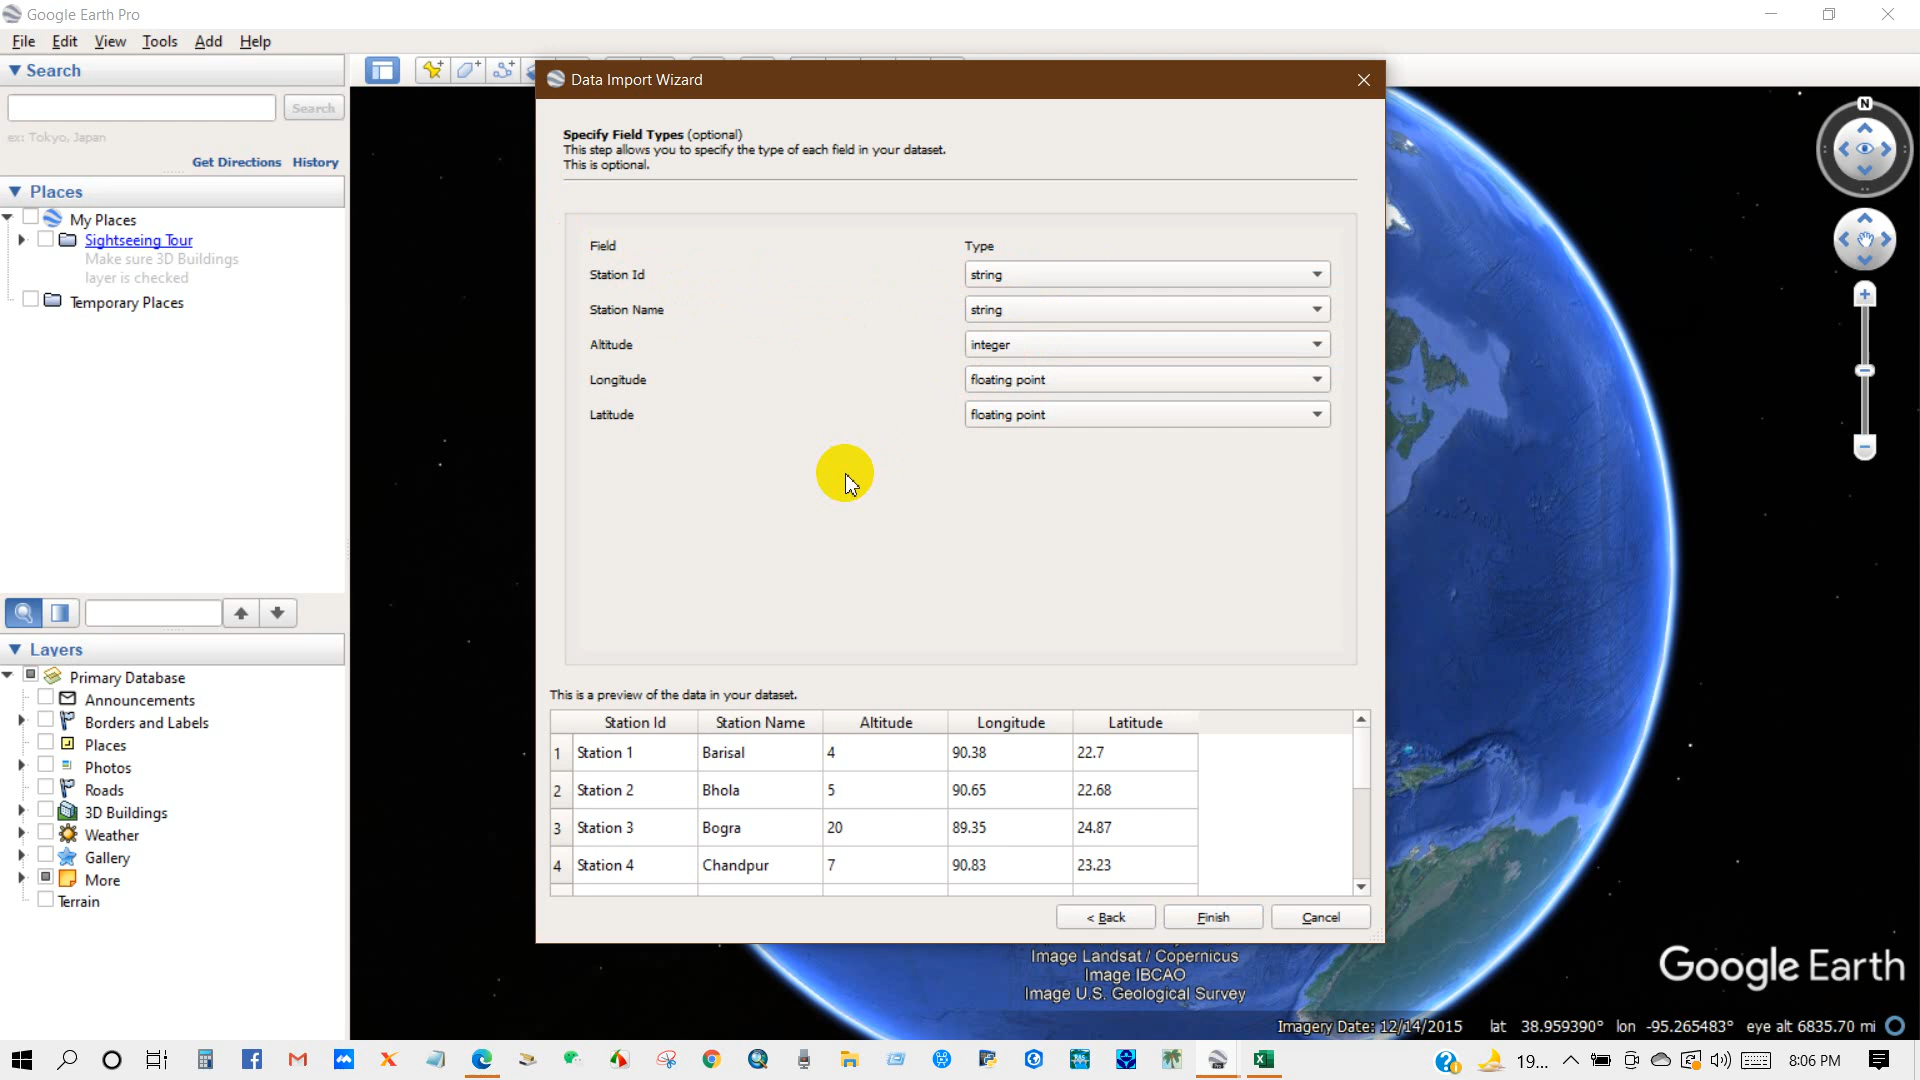 Google Earth Pro
File Edit View Tools Add Help
Search
Search
ex: Tokyo, Japan
Get Directions History
Places
My Places
Sightseeing Tour
Make sure 3D Buildings
layer is checked
Temporary Places
Layers
Primary Database
Announcements
Borders and Labels
Places
Photos
Roads
3D Buildings
Weather
Gallery
More
Terrain
Data Import Wizard
Specify Field Types (optional)
This step allows you to specify the type of each field in your dataset.
This is optional.
Field Type
Station Id string
Station Name string
Altitude integer
Longitude floating point
Latitude floating point
This is a preview of the data in your dataset.
Station Id Station Name Altitude Longitude Latitude
1 Station 1 Barisal 4 90.38 22.7
2 Station 2 Bhola 5 90.65 22.68
3 Station 3 Bogra 20 89.35 24.87
4 Station 4 Chandpur 7 90.83 23.23
< Back Finish Cancel
N
Image Landsat / Copernicus
Image IBCAO
Image U.S. Geological Survey
Google Earth
Imagery Date: 12/14/2015 lat 38.959390° lon -95.265483° eye alt 6835.70 mi
19... 8:06 PM